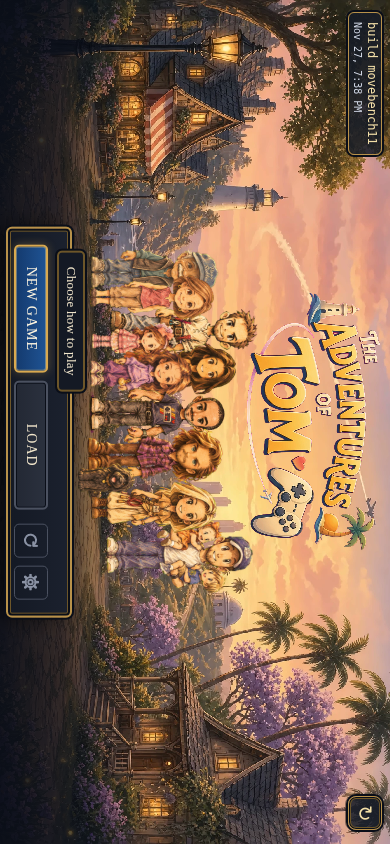 build movebench11
Nov 27, 7:38 PM
THE
ADVENTURES
OF
TOM
Choose how to play
NEW GAME
LOAD